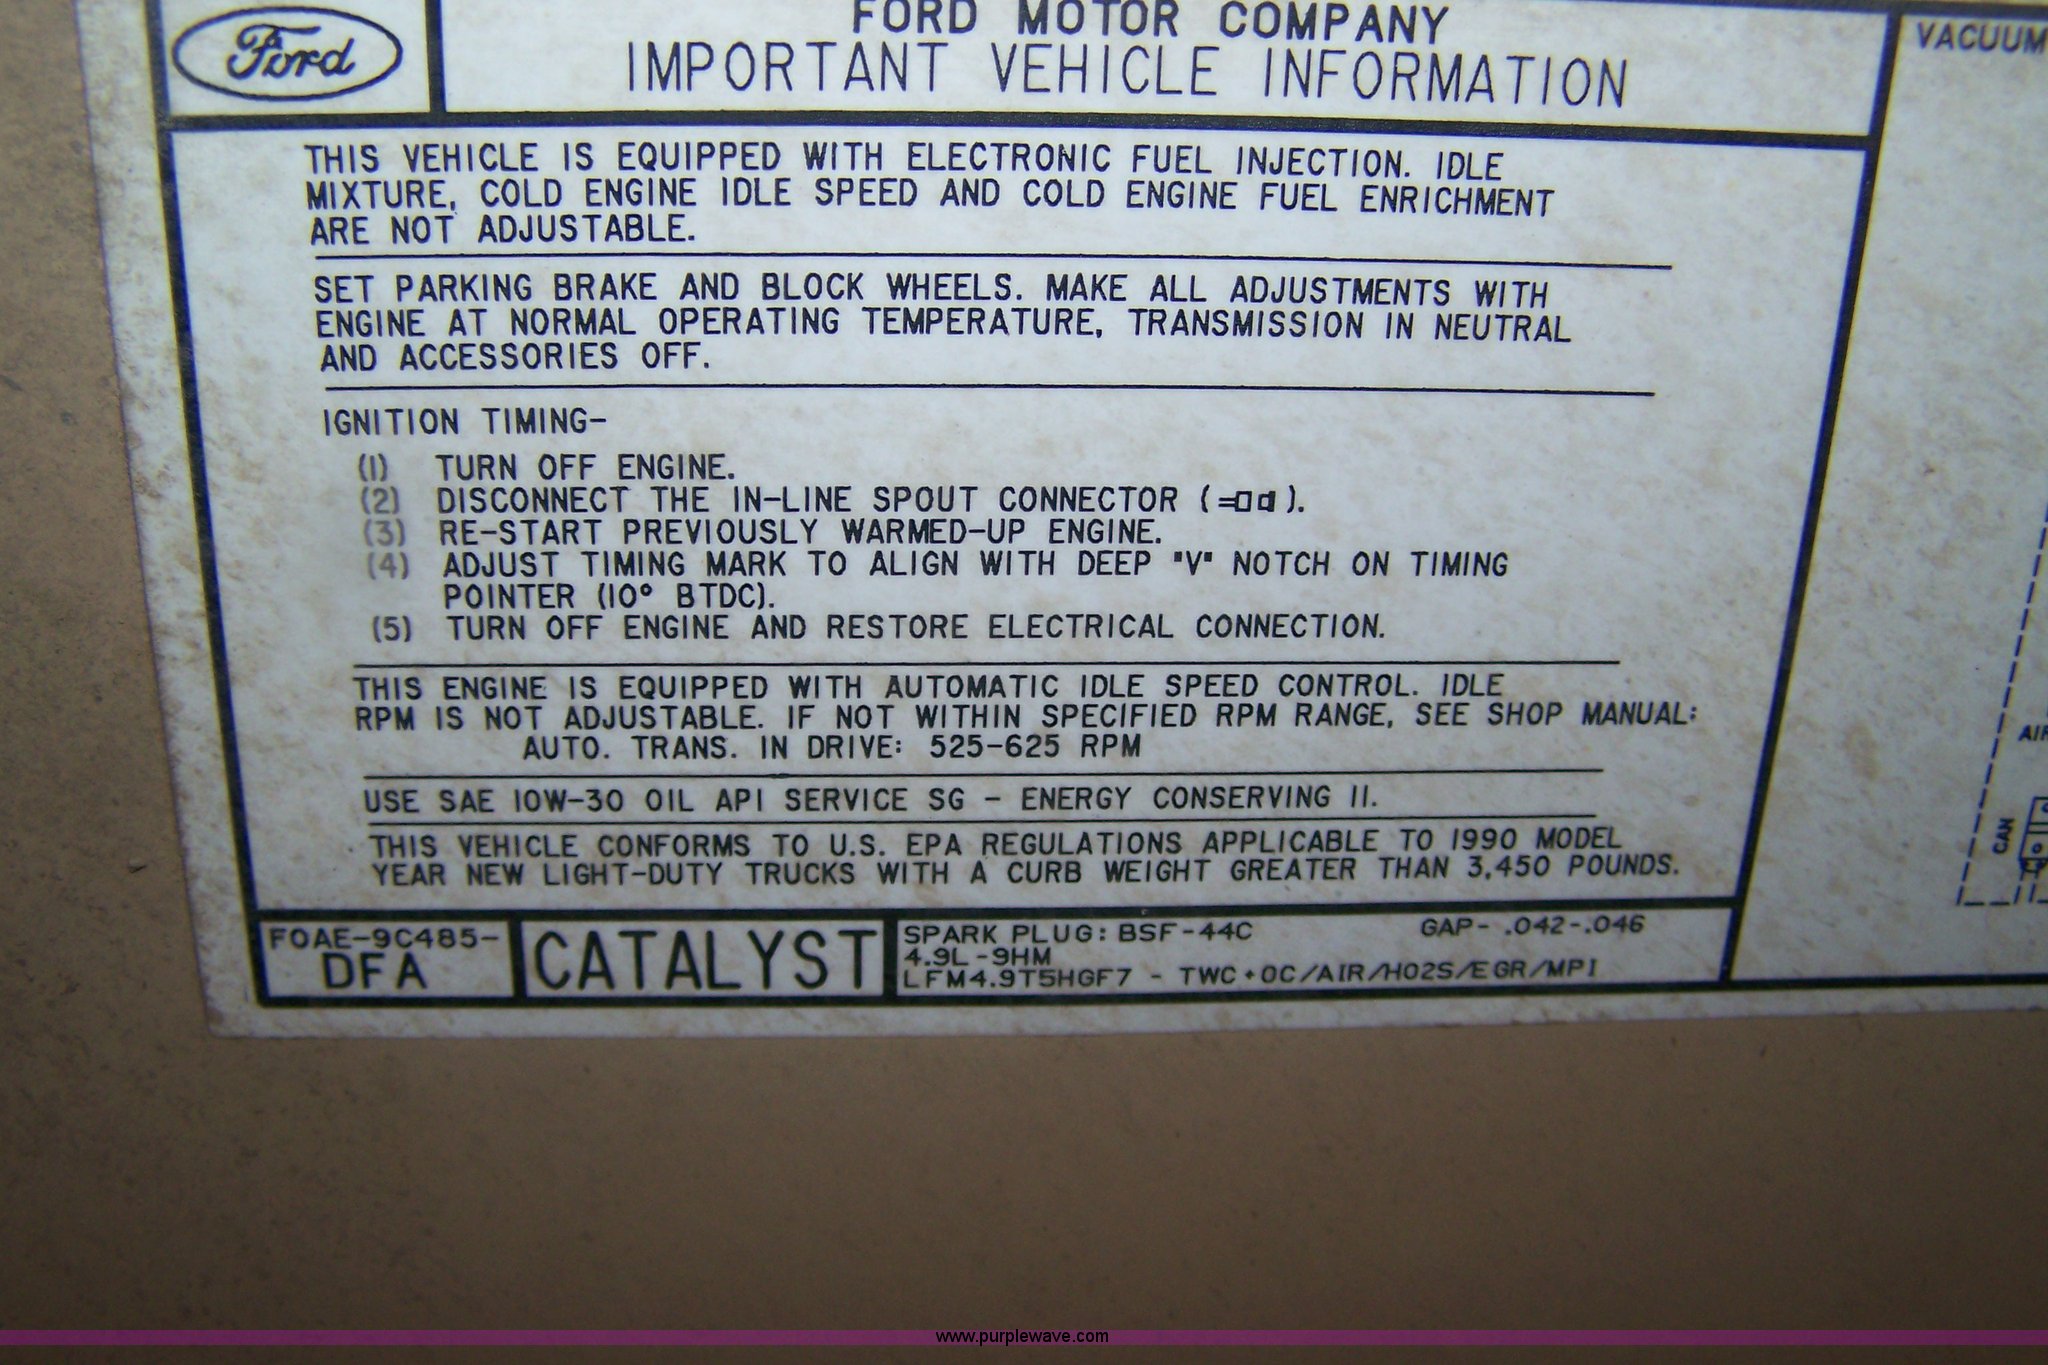 Ford
FORD MOTOR COMPANY
IMPORTANT VEHICLE INFORMATION
THIS VEHICLE IS EQUIPPED WITH ELECTRONIC FUEL INJECTION. IDLE
MIXTURE, COLD ENGINE IDLE SPEED AND COLD ENGINE FUEL ENRICHMENT
ARE NOT ADJUSTABLE.
SET PARKING BRAKE AND BLOCK WHEELS. MAKE ALL ADJUSTMENTS WITH
ENGINE AT NORMAL OPERATING TEMPERATURE, TRANSMISSION IN NEUTRAL
AND ACCESSORIES OFF.
IGNITION TIMING-
(1) TURN OFF ENGINE.
(2) DISCONNECT THE IN-LINE SPOUT CONNECTOR ( ).
(3) RE-START PREVIOUSLY WARMED-UP ENGINE.
(4) ADJUST TIMING MARK TO ALIGN WITH DEEP "V" NOTCH ON TIMING
POINTER (10° BTDC).
(5) TURN OFF ENGINE AND RESTORE ELECTRICAL CONNECTION.
THIS ENGINE IS EQUIPPED WITH AUTOMATIC IDLE SPEED CONTROL. IDLE
RPM IS NOT ADJUSTABLE. IF NOT WITHIN SPECIFIED RPM RANGE, SEE SHOP MANUAL:
AUTO. TRANS. IN DRIVE: 525-625 RPM
USE SAE 10W-30 OIL API SERVICE SG - ENERGY CONSERVING II.
THIS VEHICLE CONFORMS TO U.S. EPA REGULATIONS APPLICABLE TO 1990 MODEL
YEAR NEW LIGHT-DUTY TRUCKS WITH A CURB WEIGHT GREATER THAN 3,450 POUNDS.
FOAE-9C485-
DFA
CATALYST
SPARK PLUG: BSF-44C GAP- .042-.046
4.9L-9HM
LFM4.9T5HGF7 - TWC+OC/AIR/HO2S/EGR/MPI
VACUUM
AIR
CAN
www.purplewave.com